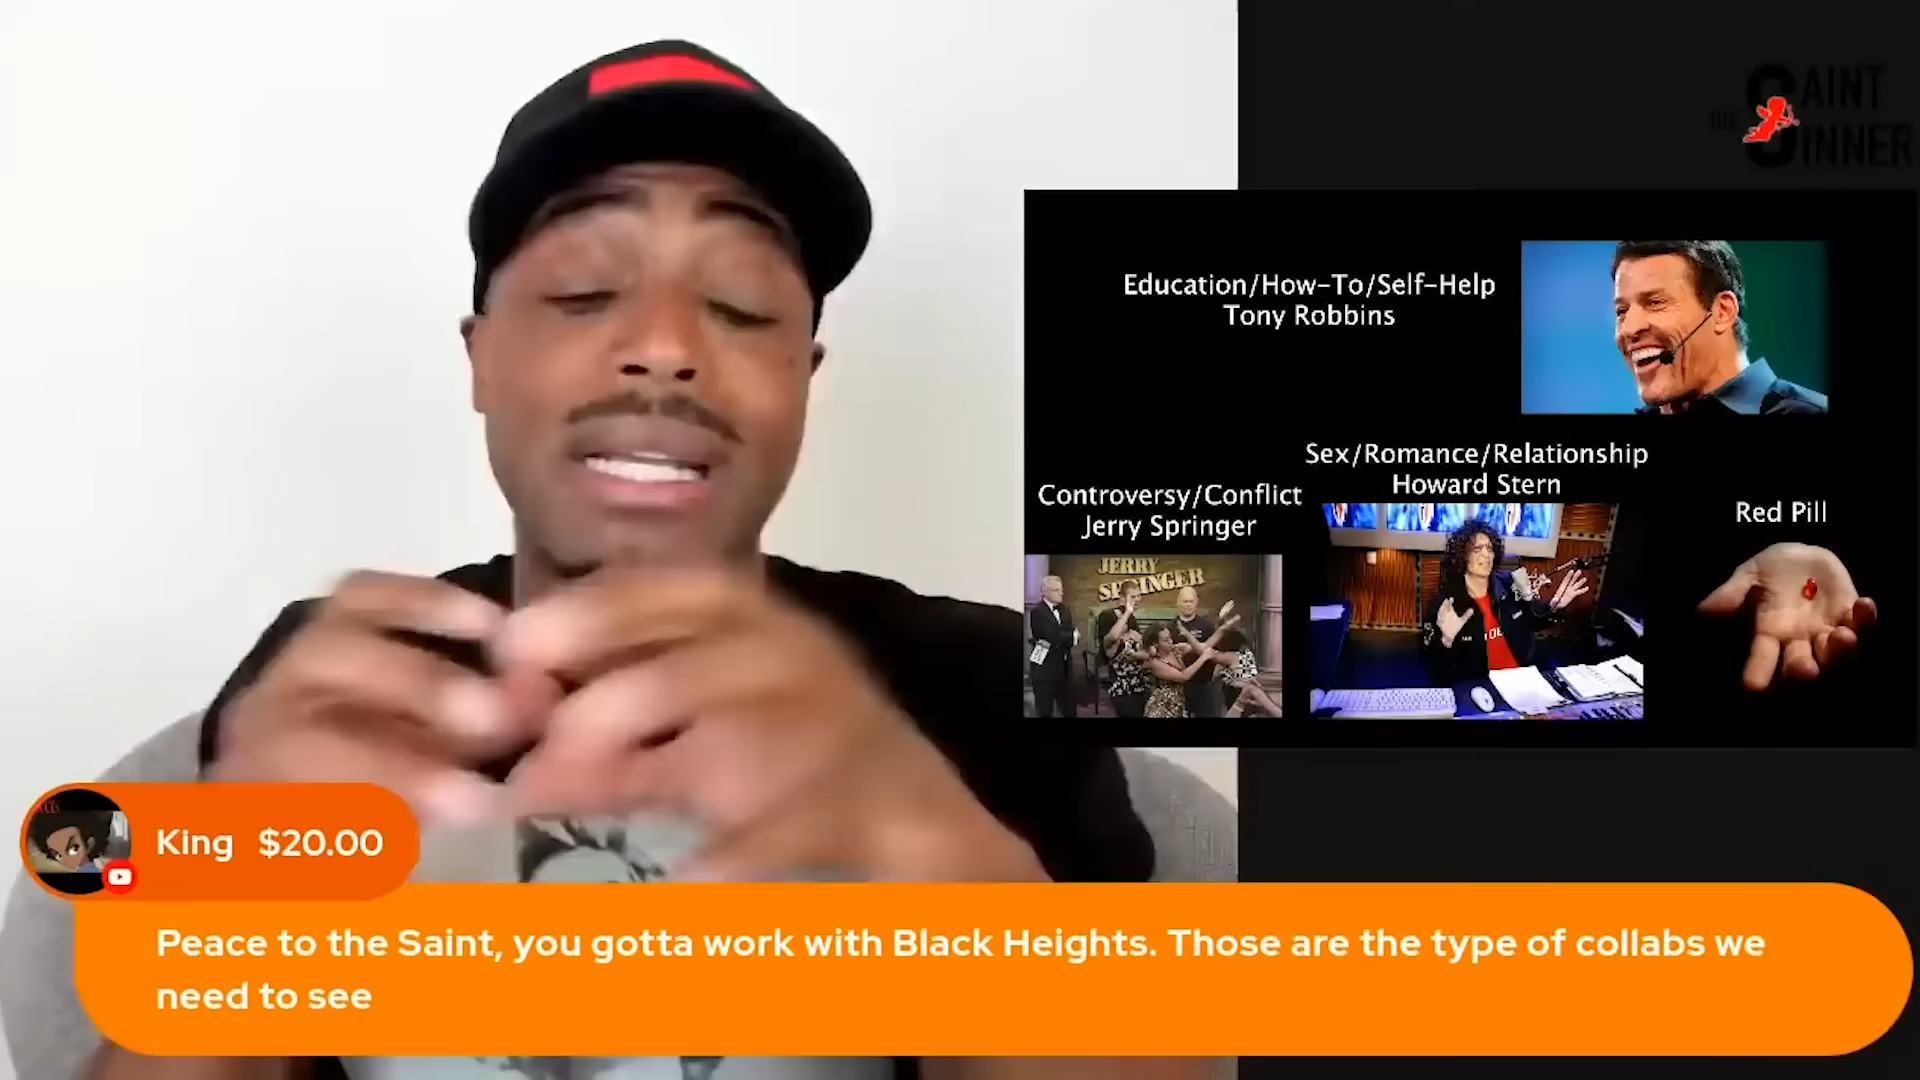 THE SAINT
SINNER
Education/How-To/Self-Help
Tony Robbins
Sex/Romance/Relationship
Howard Stern
Controversy/Conflict
Jerry Springer
Red Pill
JERRY
SPRINGER
King $20.00
Peace to the Saint, you gotta work with Black Heights. Those are the type of collabs we
need to see